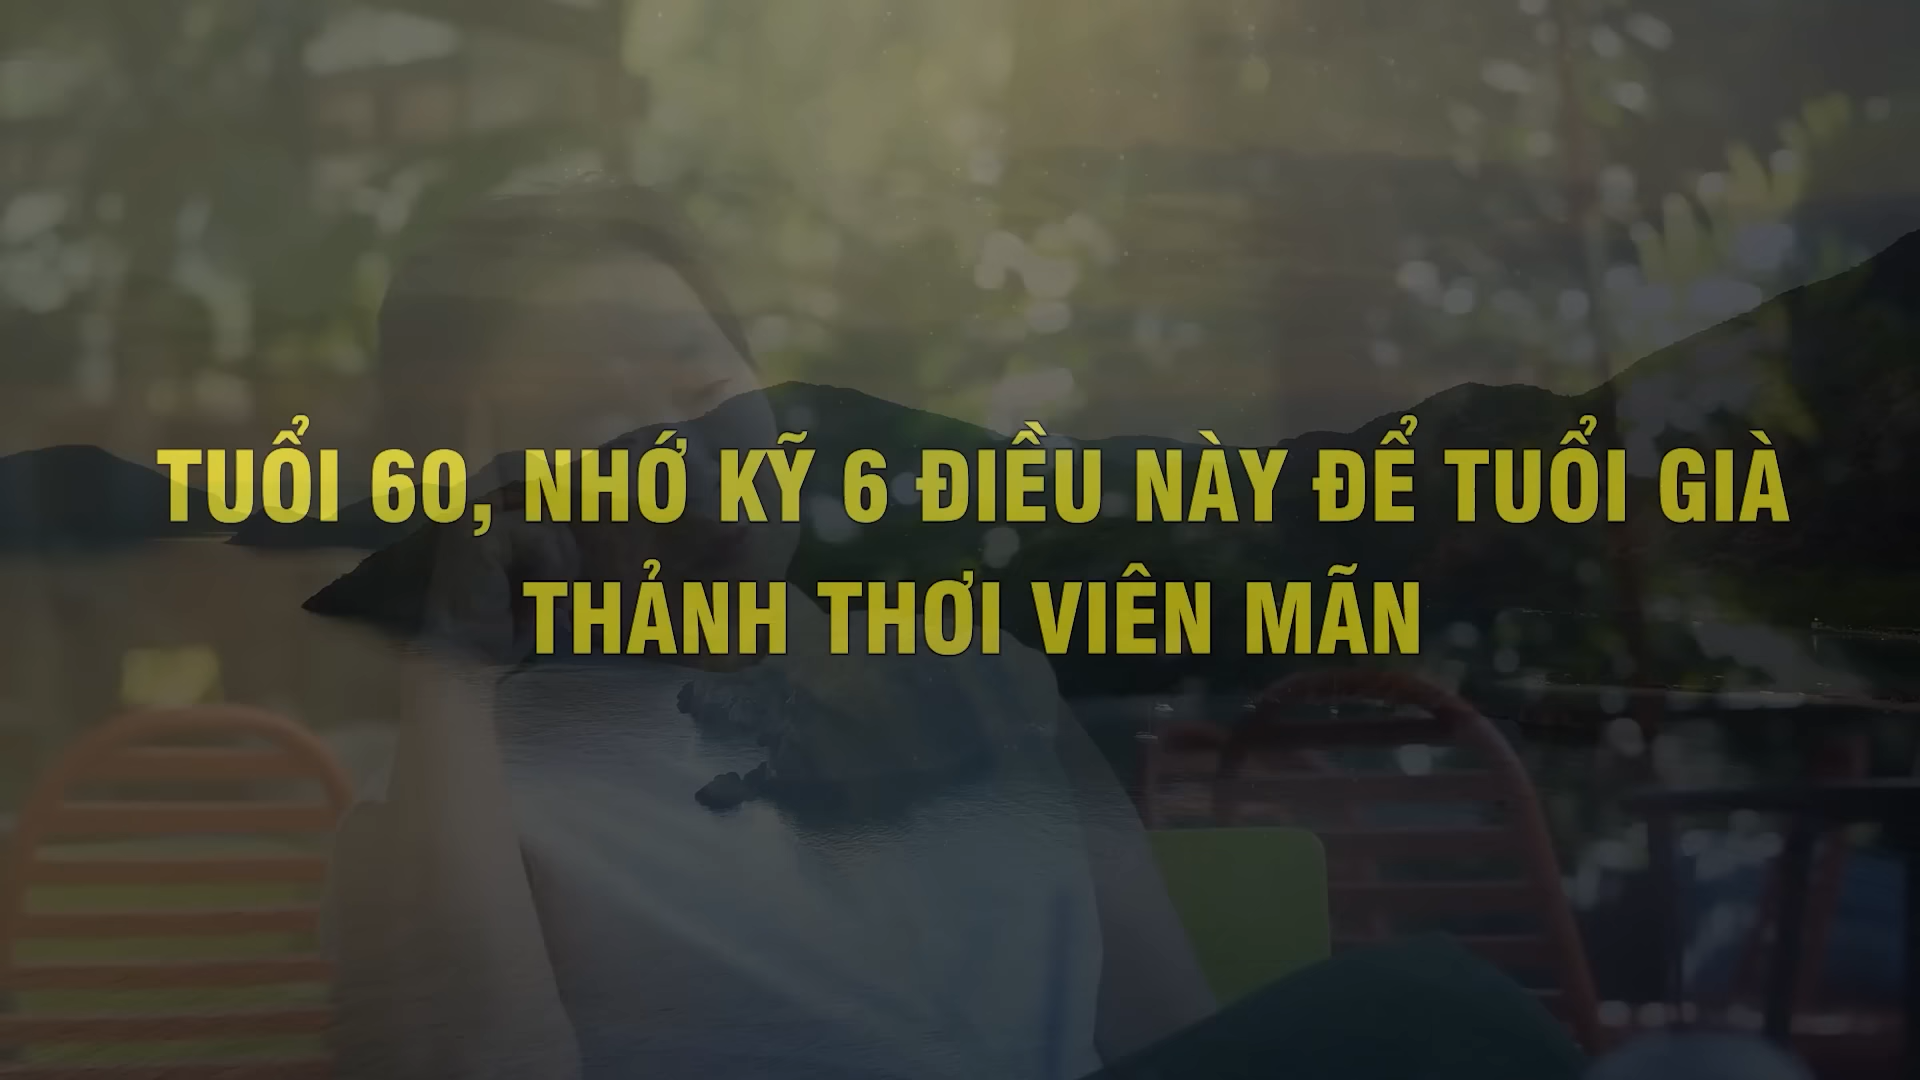 TUỔI 60, NHỚ KỸ 6 ĐIỀU NÀY ĐỂ TUỔI GIÀ
THẢNH THƠI VIÊN MÃN